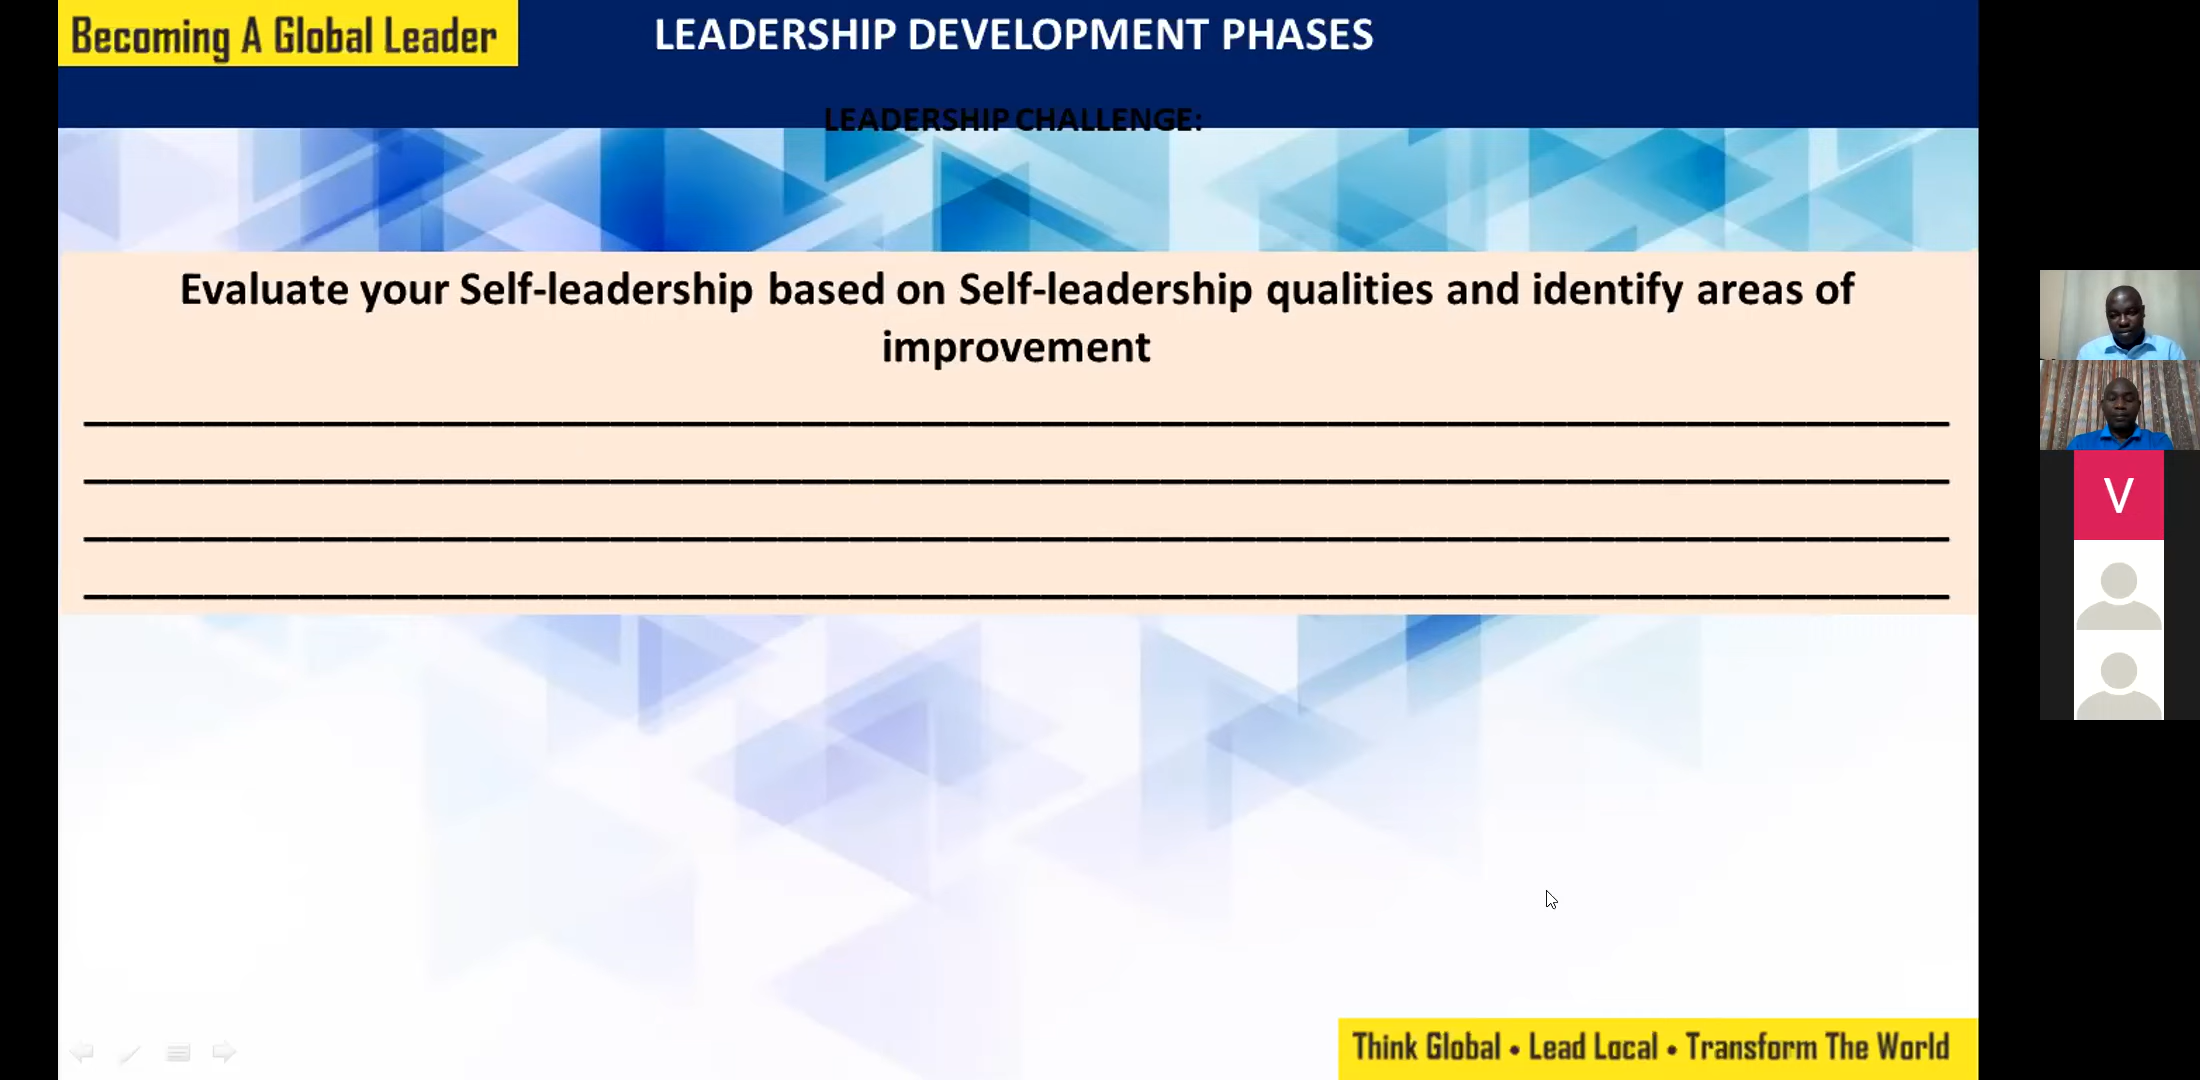 Becoming A Global Leader
LEADERSHIP DEVELOPMENT PHASES
LEADERSHIP CHALLENGE:
Evaluate your Self-leadership based on Self-leadership qualities and identify areas of
improvement
V
Think Global • Lead Local • Transform The World